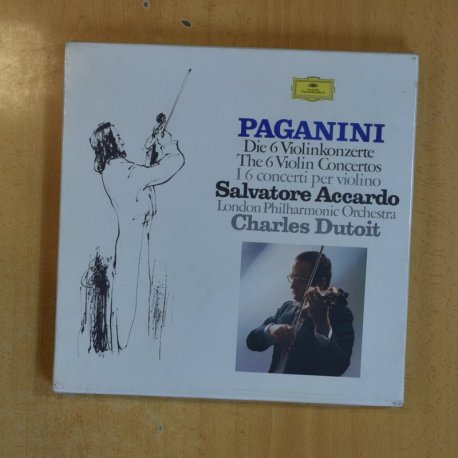 PAGANINI
Die 6 Violinkonzerte
The 6 Violin Concertos
I 6 concerti per violino
Salvatore Accardo
London Philharmonic Orchestra
Charles Dutoit